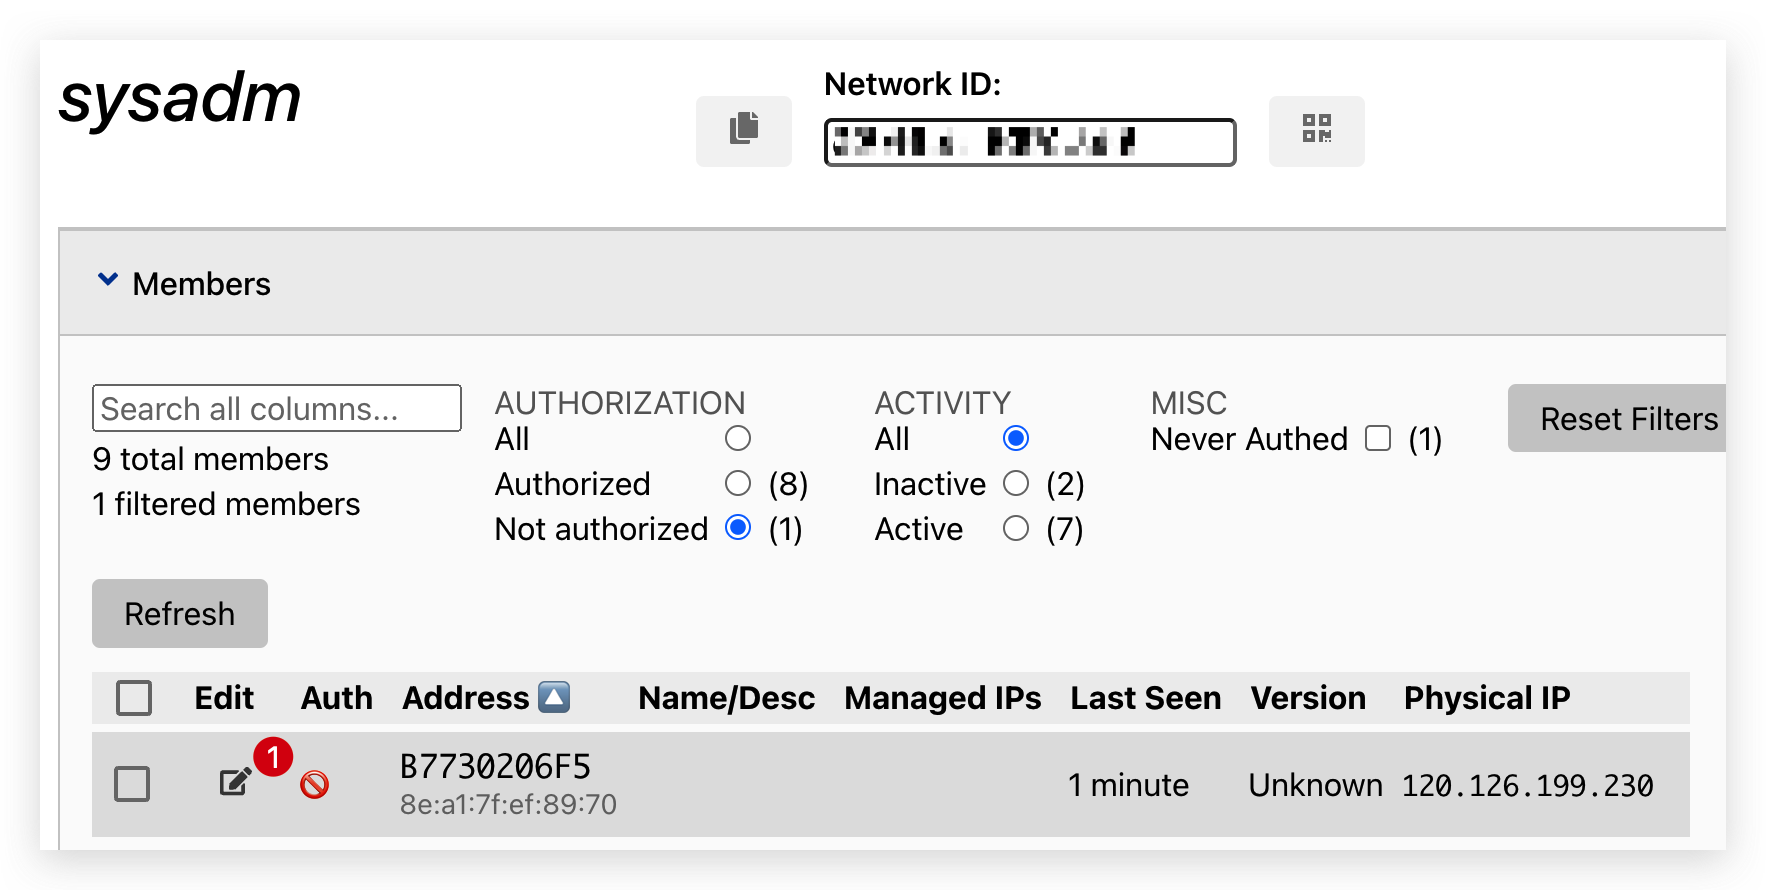 sysadm
Network ID:
Members
Search all columns...
9 total members
1 filtered members
AUTHORIZATION
All
Authorized (8)
Not authorized (1)
ACTIVITY
All
Inactive (2)
Active (7)
MISC
Never Authed (1)
Reset Filters
Refresh
Edit Auth Address Name/Desc Managed IPs Last Seen Version Physical IP
1
B7730206F5 1 minute Unknown 120.126.199.230
8e:a1:7f:ef:89:70